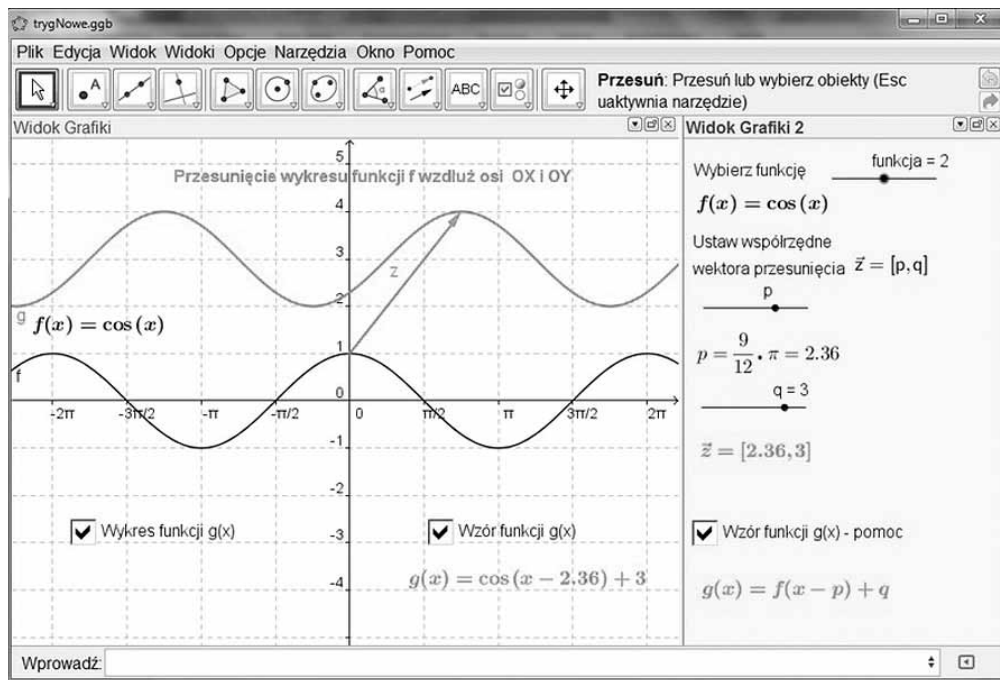 trygNowe.ggb
Plik Edycja Widok Widoki Opcje Narzędzia Okno Pomoc
A
α
ABC
Przesuń: Przesuń lub wybierz obiekty (Esc
uaktywnia narzędzie)
Widok Grafiki
Przesunięcie wykresu funkcji f wzdłuż osi OX i OY
5
4
3
2
1
0
-1
-2
-3
-4
z
g
f(x) = cos (x)
f
-2π -3π/2 -π -π/2 0 π/2 π 3π/2 2π
Wykres funkcji g(x)
Wzór funkcji g(x)
g(x) = cos (x − 2.36) + 3
Widok Grafiki 2
Wybierz funkcję
funkcja = 2
f(x) = cos (x)
Ustaw współrzędne
wektora przesunięcia z⃗ = [p,q]
p
p = 9/12 · π = 2.36
q = 3
z⃗ = [2.36,3]
Wzór funkcji g(x) - pomoc
g(x) = f(x − p) + q
Wprowadź: